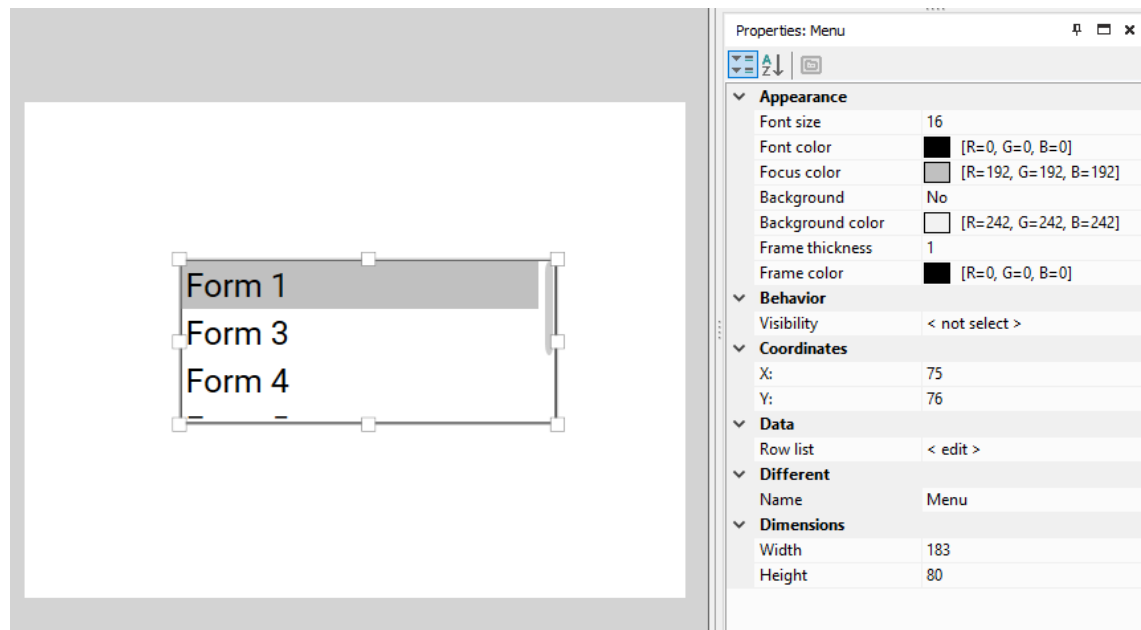 Form 1
Form 3
Form 4
Properties: Menu
Appearance
Font size 16
Font color [R=0, G=0, B=0]
Focus color [R=192, G=192, B=192]
Background No
Background color [R=242, G=242, B=242]
Frame thickness 1
Frame color [R=0, G=0, B=0]
Behavior
Visibility < not select >
Coordinates
X: 75
Y: 76
Data
Row list < edit >
Different
Name Menu
Dimensions
Width 183
Height 80